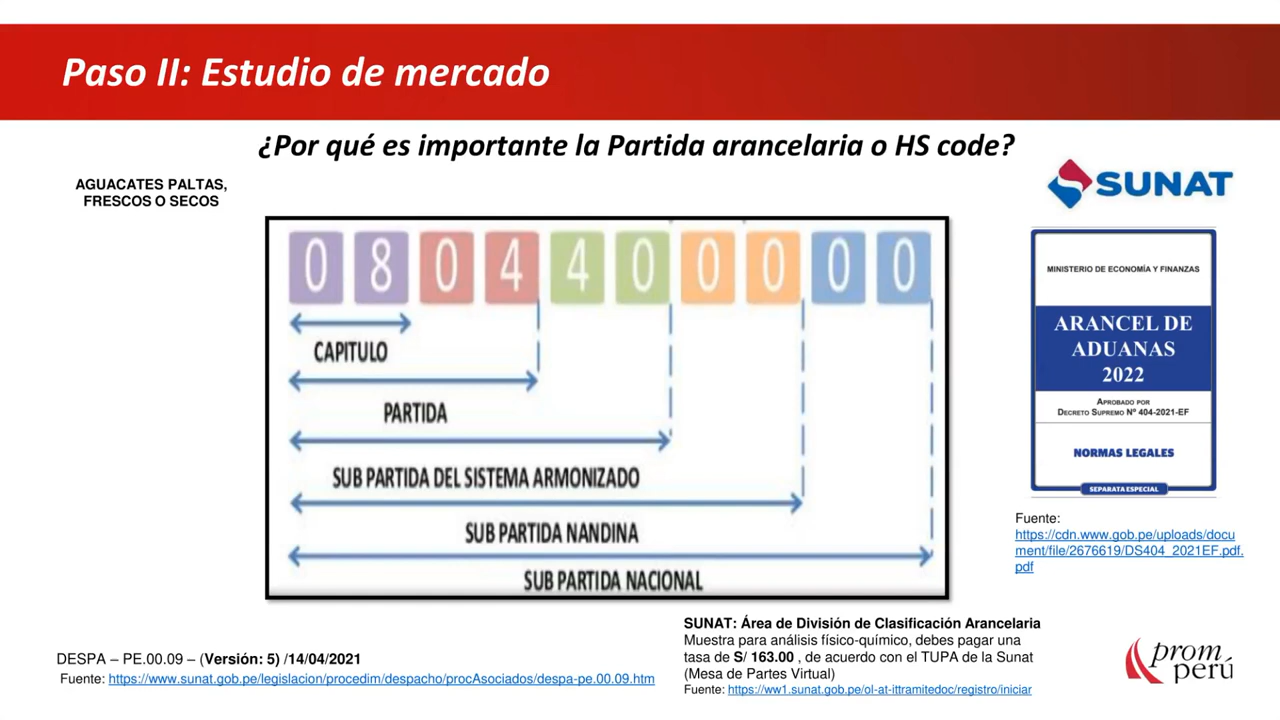 Paso II: Estudio de mercado
¿Por qué es importante la Partida arancelaria o HS code?
AGUACATES PALTAS,
FRESCOS O SECOS
SUNAT
0 8 0 4 4 0 0 0 0 0
CAPITULO
PARTIDA
SUB PARTIDA DEL SISTEMA ARMONIZADO
SUB PARTIDA NANDINA
SUB PARTIDA NACIONAL
MINISTERIO DE ECONOMÍA Y FINANZAS
ARANCEL DE
ADUANAS
2022
APROBADO POR
DECRETO SUPREMO Nº 404-2021-EF
NORMAS LEGALES
SEPARATA ESPECIAL
Fuente:
https://cdn.www.gob.pe/uploads/docu
ment/file/2676619/DS404_2021EF.pdf.
pdf
SUNAT: Área de División de Clasificación Arancelaria
Muestra para análisis físico-químico, debes pagar una
tasa de S/ 163.00 , de acuerdo con el TUPA de la Sunat
(Mesa de Partes Virtual)
Fuente: https://ww1.sunat.gob.pe/ol-at-ittramitedoc/registro/iniciar
DESPA – PE.00.09 – (Versión: 5) /14/04/2021
Fuente: https://www.sunat.gob.pe/legislacion/procedim/despacho/procAsociados/despa-pe.00.09.htm
prom
perú